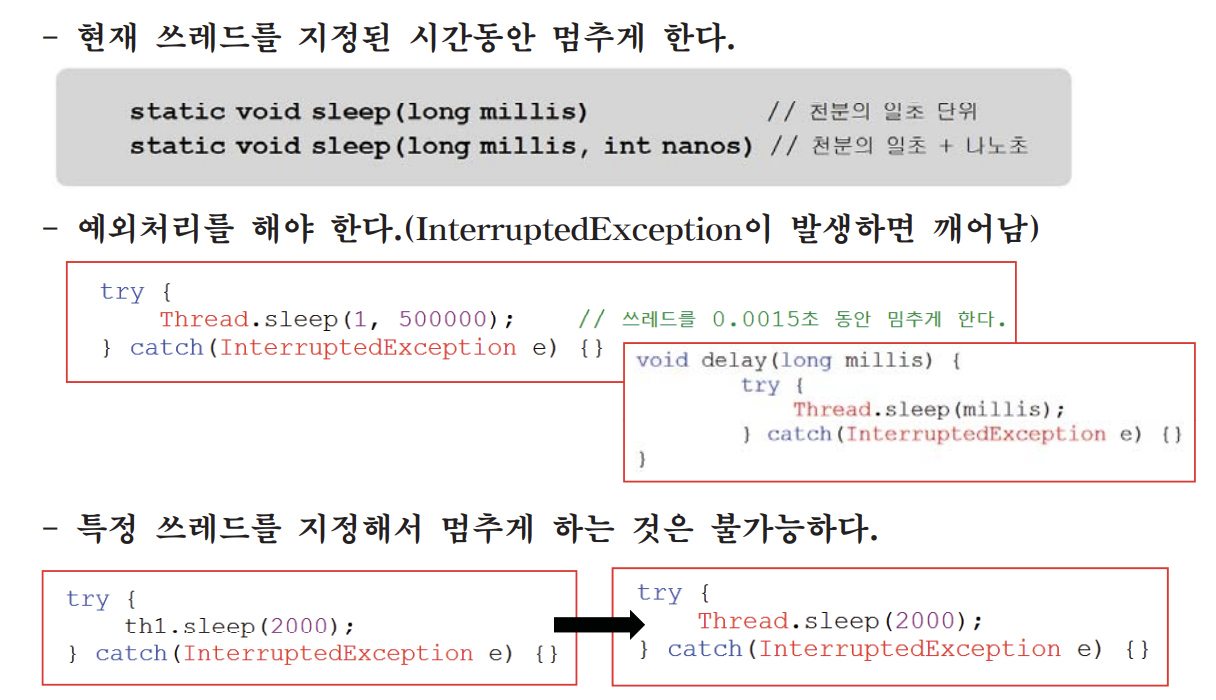 - 현재 쓰레드를 지정된 시간동안 멈추게 한다.
static void sleep(long millis) // 천분의 일초 단위
static void sleep(long millis, int nanos) // 천분의 일초 + 나노초
- 예외처리를 해야 한다.(InterruptedException이 발생하면 깨어남)
try {
Thread.sleep(1, 500000); // 쓰레드를 0.0015초 동안 멈추게 한다.
} catch(InterruptedException e) {}
void delay(long millis) {
try {
Thread.sleep(millis);
} catch(InterruptedException e) {}
}
- 특정 쓰레드를 지정해서 멈추게 하는 것은 불가능하다.
try {
th1.sleep(2000);
} catch(InterruptedException e) {}
try {
Thread.sleep(2000);
} catch(InterruptedException e) {}